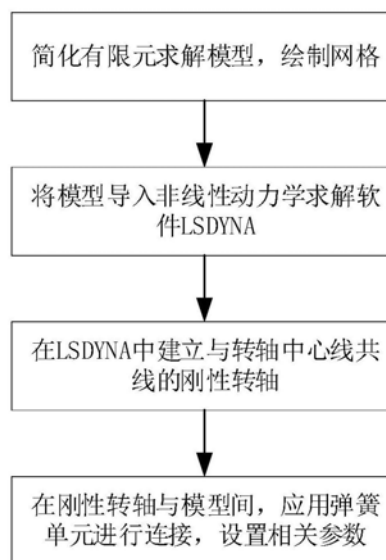 简化有限元求解模型，绘制网格
将模型导入非线性动力学求解软
件LSDYNA
在LSDYNA中建立与转轴中心线共
线的刚性转轴
在刚性转轴与模型间，应用弹簧
单元进行连接，设置相关参数